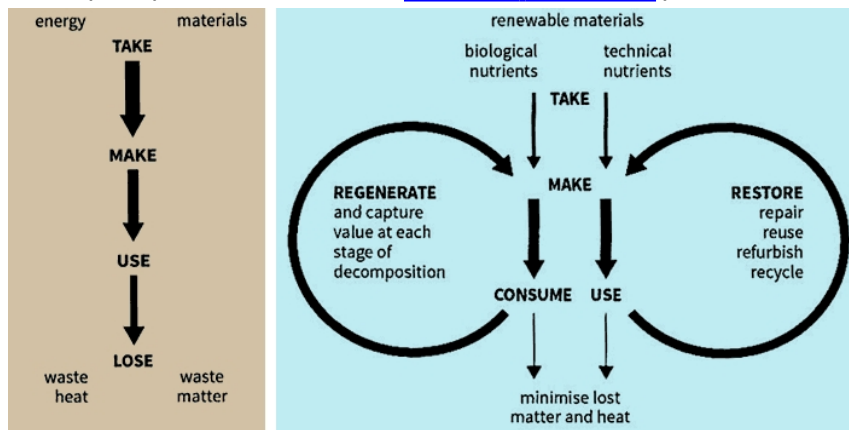 energy materials
TAKE
MAKE
USE
LOSE
waste
heat
waste
matter
renewable materials
biological
nutrients
technical
nutrients
TAKE
MAKE
REGENERATE
and capture
value at each
stage of
decomposition
RESTORE
repair
reuse
refurbish
recycle
CONSUME USE
minimise lost
matter and heat